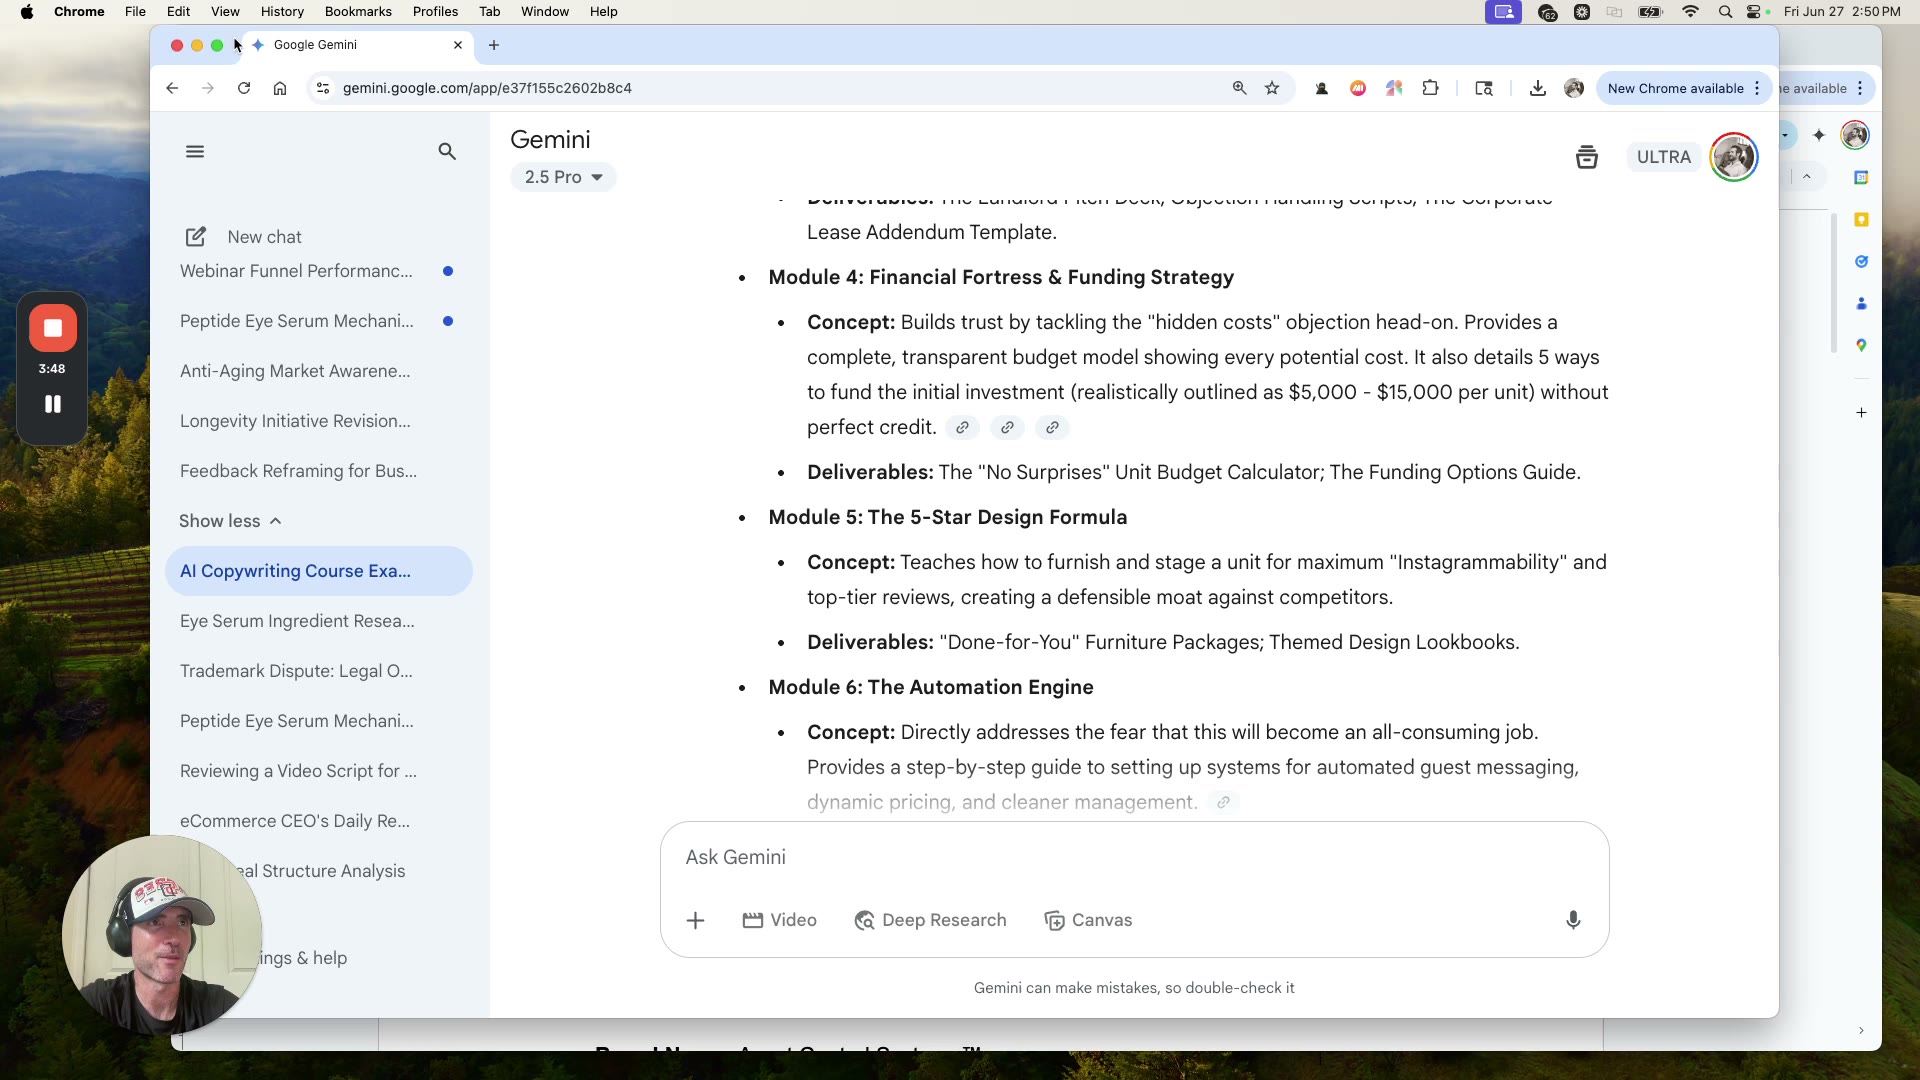 Chrome File Edit View History Bookmarks Profiles Tab Window Help
62
Fri Jun 27 2:50 PM
Google Gemini
gemini.google.com/app/e37f155c2602b8c4
New Chrome available
available
Gemini
2.5 Pro
ULTRA
New chat
Webinar Funnel Performanc...
Peptide Eye Serum Mechani...
Anti-Aging Market Awarene...
Longevity Initiative Revision...
Feedback Reframing for Bus...
Show less
AI Copywriting Course Exa...
Eye Serum Ingredient Resea...
Trademark Dispute: Legal O...
Peptide Eye Serum Mechani...
Reviewing a Video Script for ...
eCommerce CEO's Daily Re...
Structure Analysis
& help
3:48
Deliverables: The Landlord Pitch Deck; Objection Handling Scripts; The Corporate
Lease Addendum Template.
• Module 4: Financial Fortress & Funding Strategy
• Concept: Builds trust by tackling the "hidden costs" objection head-on. Provides a
complete, transparent budget model showing every potential cost. It also details 5 ways
to fund the initial investment (realistically outlined as $5,000 - $15,000 per unit) without
perfect credit.
• Deliverables: The "No Surprises" Unit Budget Calculator; The Funding Options Guide.
• Module 5: The 5-Star Design Formula
• Concept: Teaches how to furnish and stage a unit for maximum "Instagrammability" and
top-tier reviews, creating a defensible moat against competitors.
• Deliverables: "Done-for-You" Furniture Packages; Themed Design Lookbooks.
• Module 6: The Automation Engine
• Concept: Directly addresses the fear that this will become an all-consuming job.
Provides a step-by-step guide to setting up systems for automated guest messaging,
dynamic pricing, and cleaner management.
Ask Gemini
Video
Deep Research
Canvas
Gemini can make mistakes, so double-check it